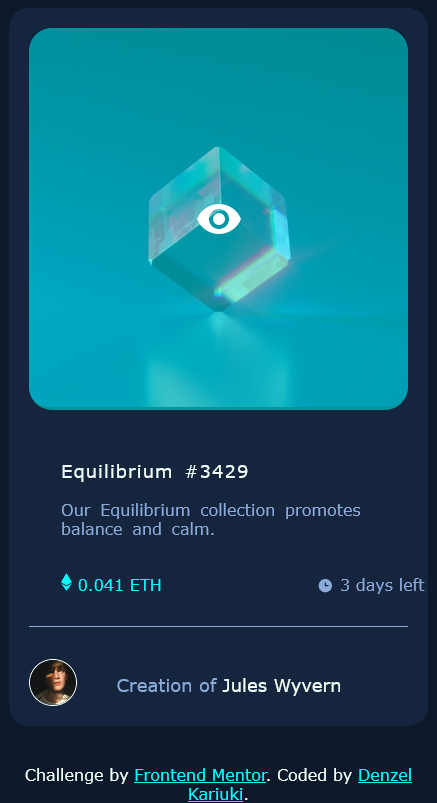 Equilibrium #3429
Our Equilibrium collection promotes
balance and calm.
0.041 ETH
3 days left
Creation of Jules Wyvern
Challenge by Frontend Mentor. Coded by Denzel
Kariuki.